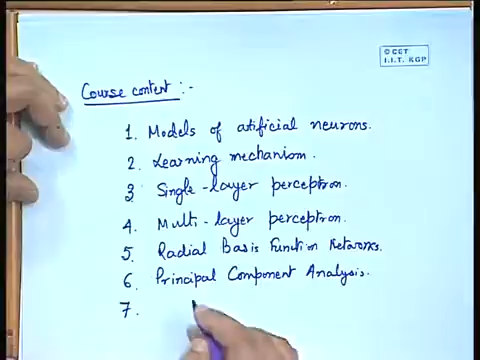 © CET
I.I.T. KGP
Course content :-
1. Models of atificial neurons.
2. Learning mechanism.
3. Single-layer perceptron.
4. Multi-layer perceptron.
5. Radial Basis Function Networks.
6. Principal Component Analysis.
7.